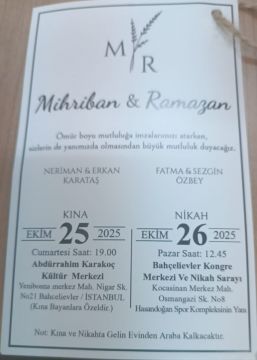 M R
Mihriban & Ramazan
Ömür boyu mutluluğa imzalarımızı atarken,
sizlerin de yanımızda olmasından büyük mutluluk duyacağız.
NERİMAN & ERKAN
KARATAŞ
FATMA & SEZGİN
ÖZBEY
KINA
EKİM 25 2025
Cumartesi Saat: 19.00
Abdürrahim Karakoç
Kültür Merkezi
Yenibosna merkez Mah. Nigar Sk.
No21 Bahçelievler / İSTANBUL
(Kına Bayanlara Özeldir.)
NİKAH
EKİM 26 2025
Pazar Saat: 12.45
Bahçelievler Kongre
Merkezi Ve Nikah Sarayı
Kocasinan Merkez Mah.
Osmangazi Sk. No8
Hasandoğan Spor Kompleksinin Yanı
Not: Kına ve Nikahta Gelin Evinden Araba Kalkacaktır.